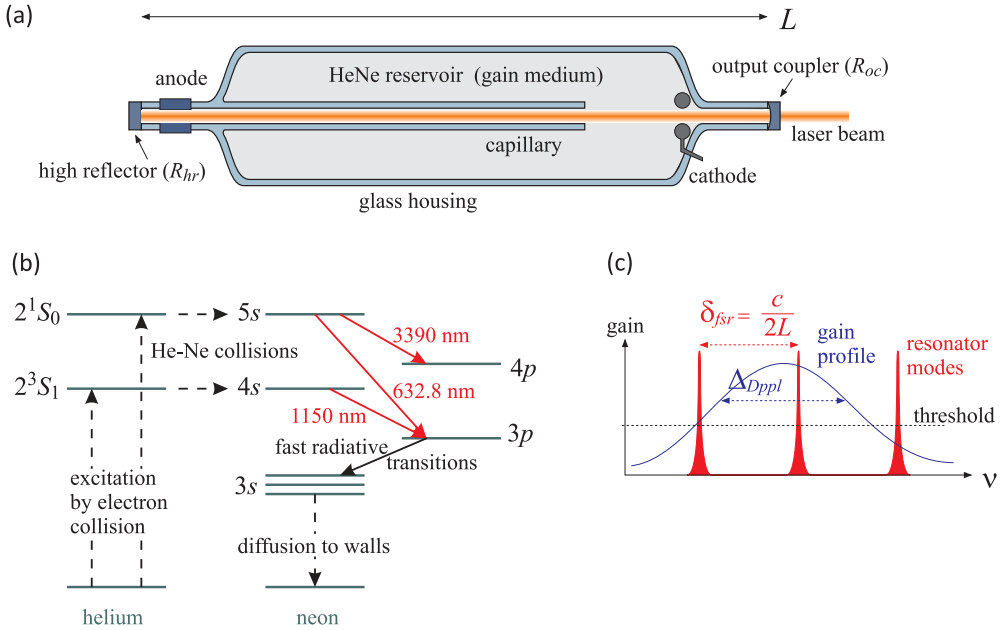 (a)
L
anode
HeNe reservoir (gain medium)
output coupler (Roc)
high reflector (Rhr)
capillary
laser beam
cathode
glass housing
(b)
2¹S₀
5s
3390 nm
He-Ne collisions
4p
2³S₁
4s
632.8 nm
1150 nm
3p
fast radiative
transitions
3s
excitation
by electron
collision
diffusion to walls
helium
neon
(c)
δfsr = c
2L
gain
gain
profile
resonator
modes
ΔDppl
threshold
ν